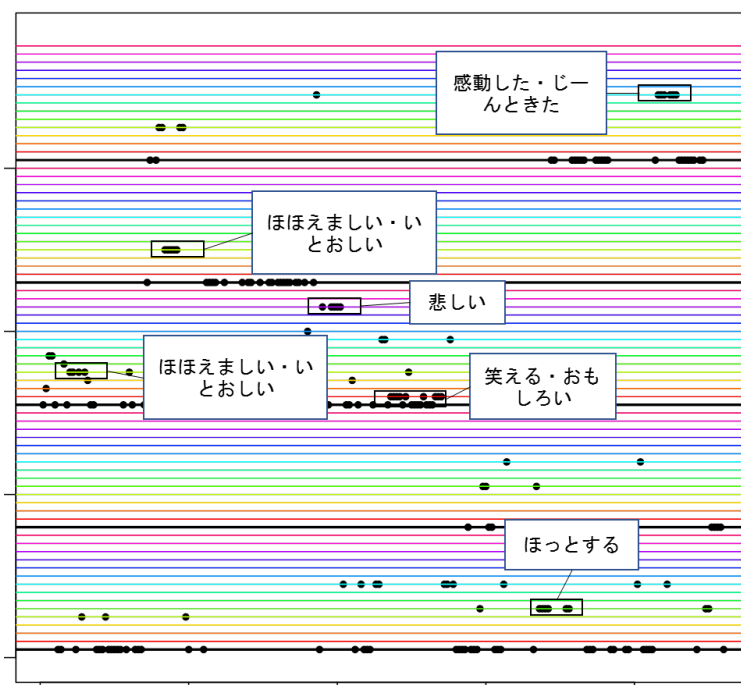 感動した・じー
んときた
ほほえましい・い
とおしい
悲しい
ほほえましい・い
とおしい
笑える・おも
しろい
ほっとする